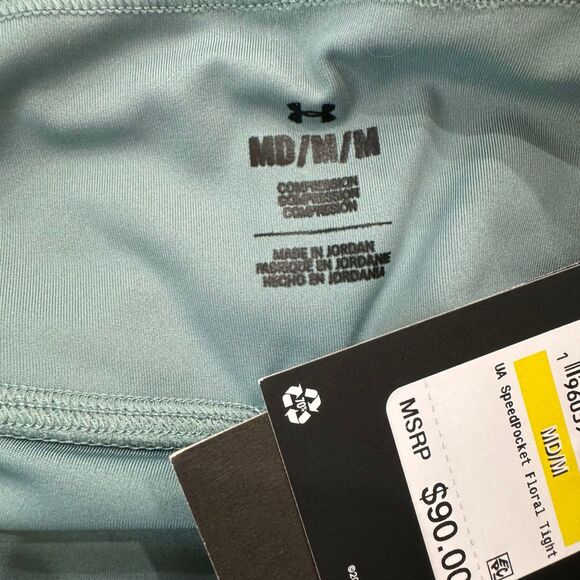 MD/M/M
COMPRESSION
COMPRESSION
COMPRESIÓN
MADE IN JORDAN
FABRIQUÉ EN JORDANIE
HECHO EN JORDANIA
MSRP
$90.00
MD/M
UA SpeedPocket Floral Tight